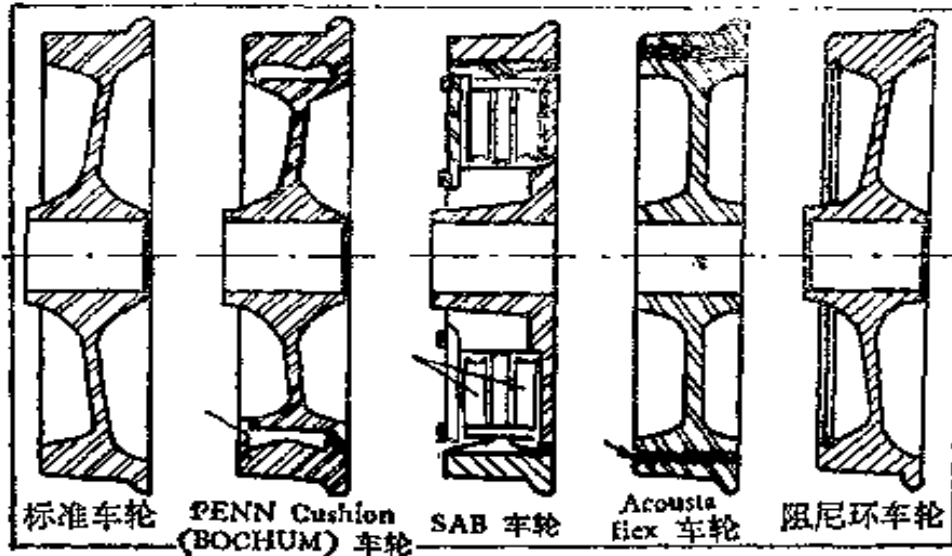 标准车轮
PENN Cushion
(BOCHUM) 车轮
SAB 车轮
Acousta
flex 车轮
阻尼环车轮